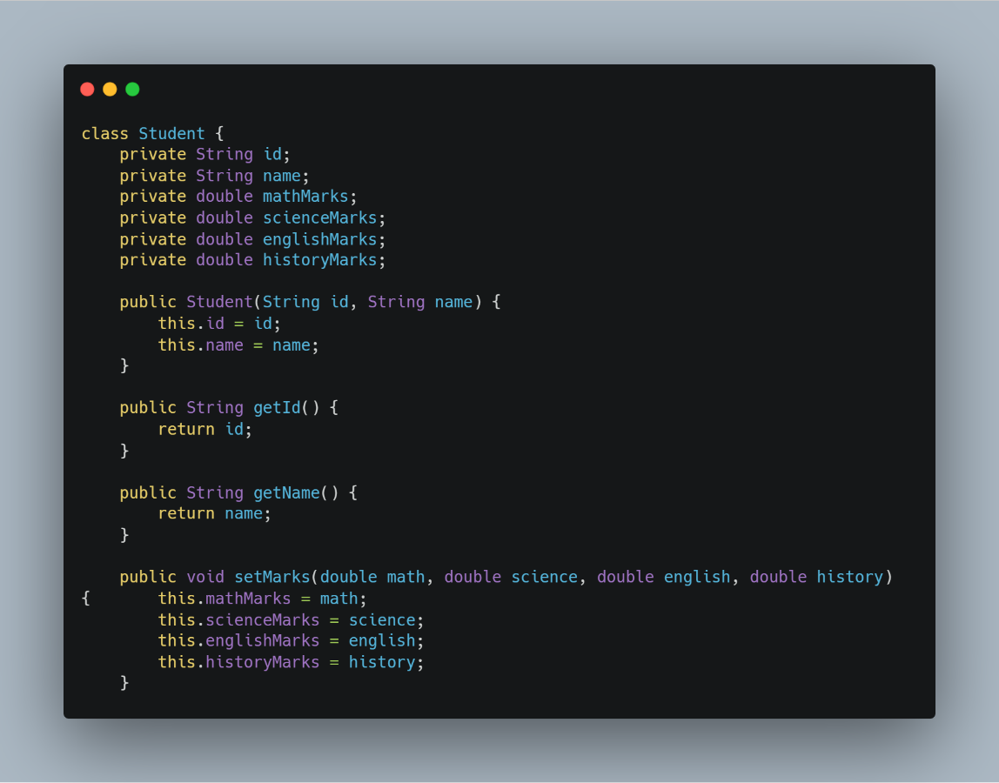 class Student {
    private String id;
    private String name;
    private double mathMarks;
    private double scienceMarks;
    private double englishMarks;
    private double historyMarks;

    public Student(String id, String name) {
        this.id = id;
        this.name = name;
    }

    public String getId() {
        return id;
    }

    public String getName() {
        return name;
    }

    public void setMarks(double math, double science, double english, double history)
{       this.mathMarks = math;
        this.scienceMarks = science;
        this.englishMarks = english;
        this.historyMarks = history;
    }